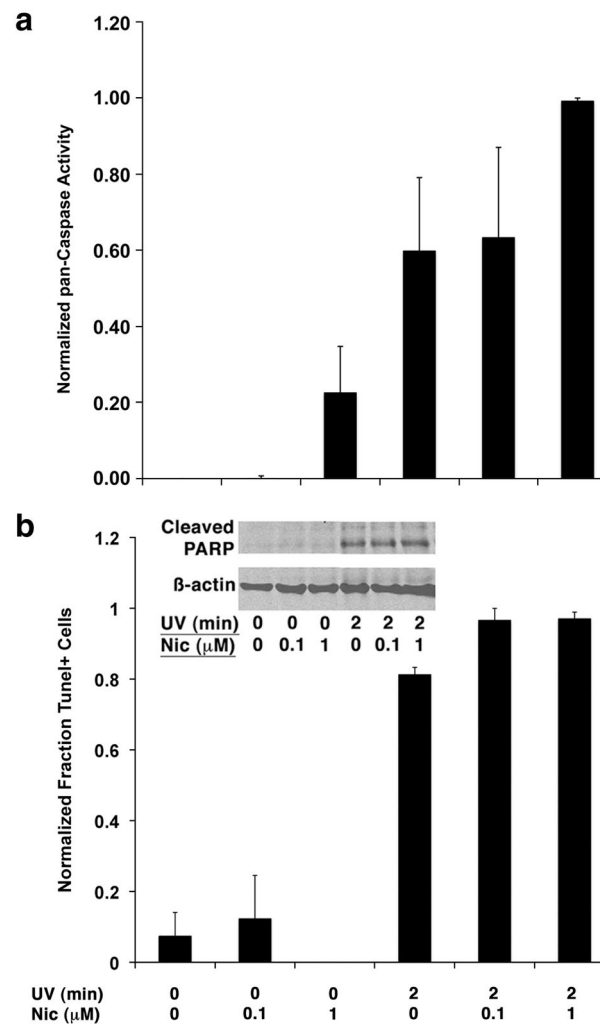 a
1.20
1.00
0.80
0.60
0.40
0.20
0.00
Normalized pan-Caspase Activity
b
1.2
1
0.8
0.6
0.4
0.2
0
Normalized Fraction Tunel+ Cells
Cleaved
PARP
ß-actin
UV (min) 0 0 0 2 2 2
Nic (µM) 0 0.1 1 0 0.1 1
UV (min) 0 0 0 2 2 2
Nic (µM) 0 0.1 1 0 0.1 1